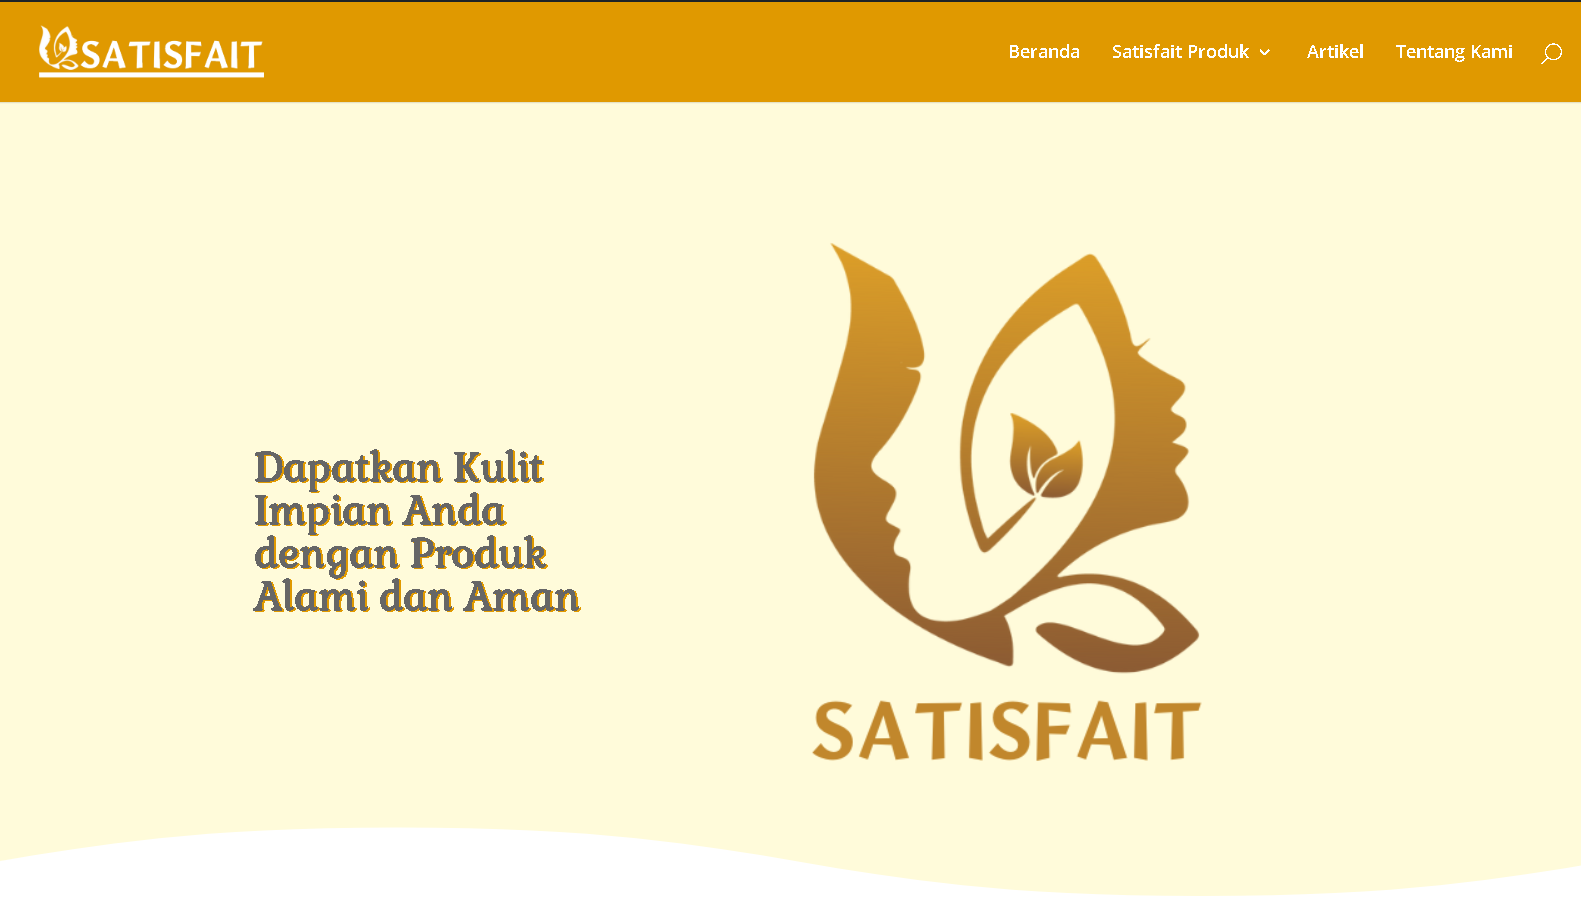 SATISFAIT
Beranda
Satisfait Produk
Artikel
Tentang Kami
Dapatkan Kulit
Impian Anda
dengan Produk
Alami dan Aman
SATISFAIT